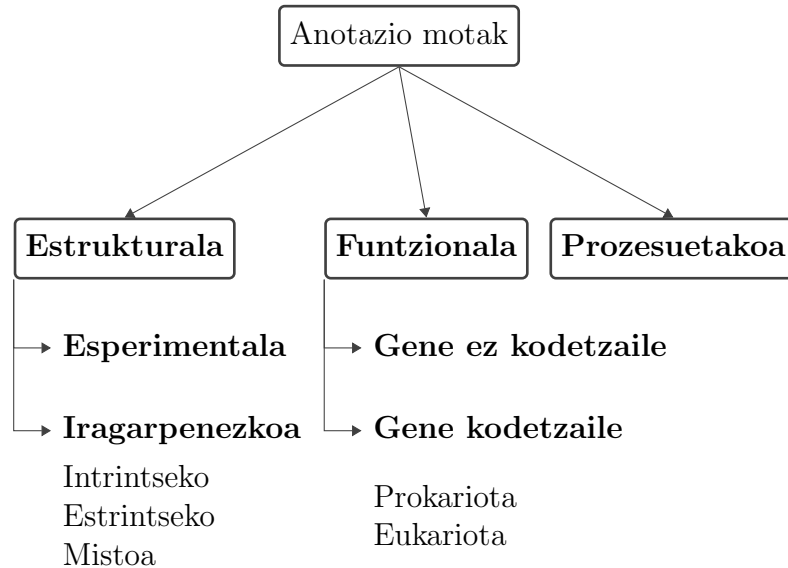 Anotazio motak
Estrukturala
Funtzionala
Prozesuetakoa
Esperimentala
Iragarpenezkoa
Intrintseko
Estrintseko
Mistoa
Gene ez kodetzaile
Gene kodetzaile
Prokariota
Eukariota